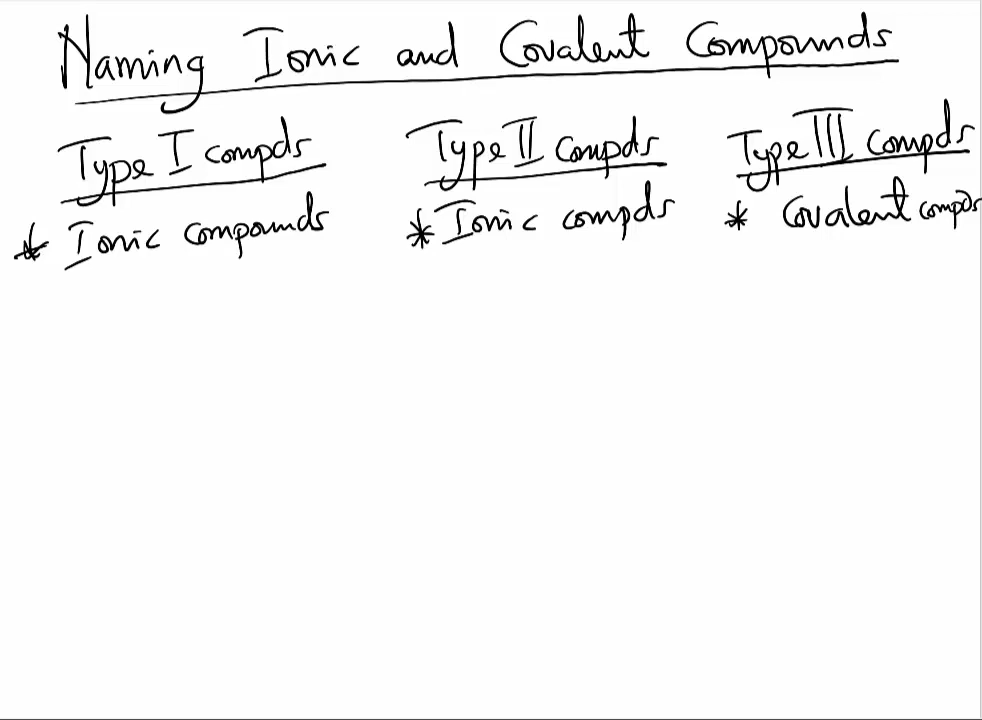 Naming Ionic and Covalent Compounds
Type I compds Type II compds Type III compds
* Ionic compounds * Ionic compds * Covalent compds